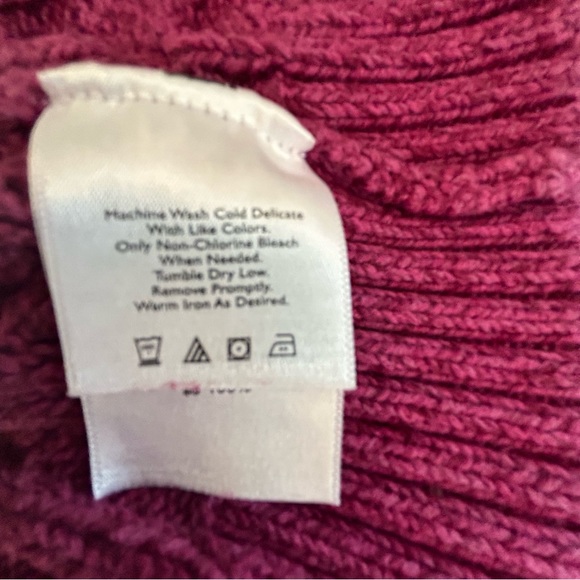 Machine Wash Cold Delicate
With Like Colors.
Only Non-Chlorine Bleach
When Needed.
Tumble Dry Low.
Remove Promptly.
Warm Iron As Desired.